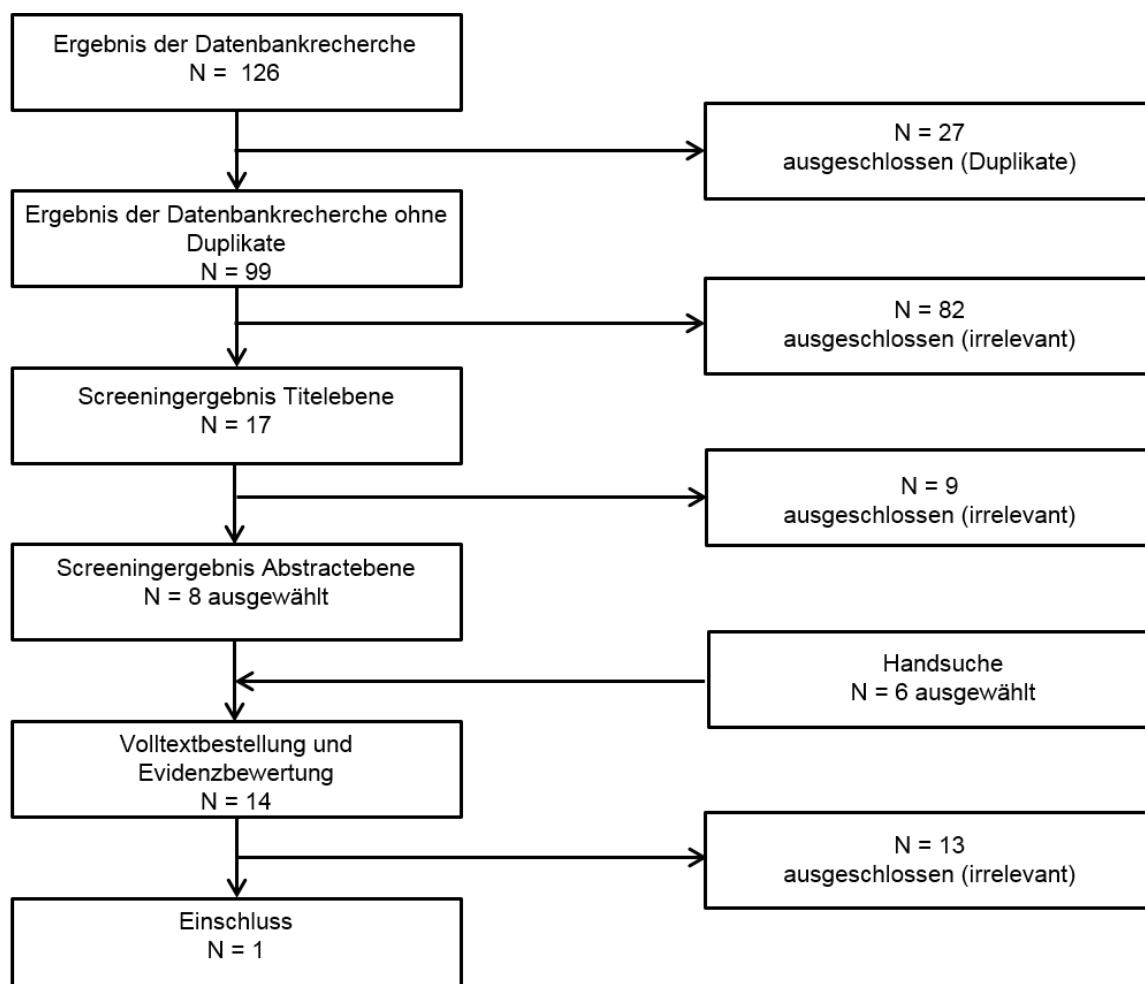 Ergebnis der Datenbankrecherche
N = 126
N = 27
ausgeschlossen (Duplikate)
Ergebnis der Datenbankrecherche ohne
Duplikate
N = 99
N = 82
ausgeschlossen (irrelevant)
Screeningergebnis Titelebene
N = 17
N = 9
ausgeschlossen (irrelevant)
Screeningergebnis Abstractebene
N = 8 ausgewählt
Handsuche
N = 6 ausgewählt
Volltextbestellung und
Evidenzbewertung
N = 14
N = 13
ausgeschlossen (irrelevant)
Einschluss
N = 1